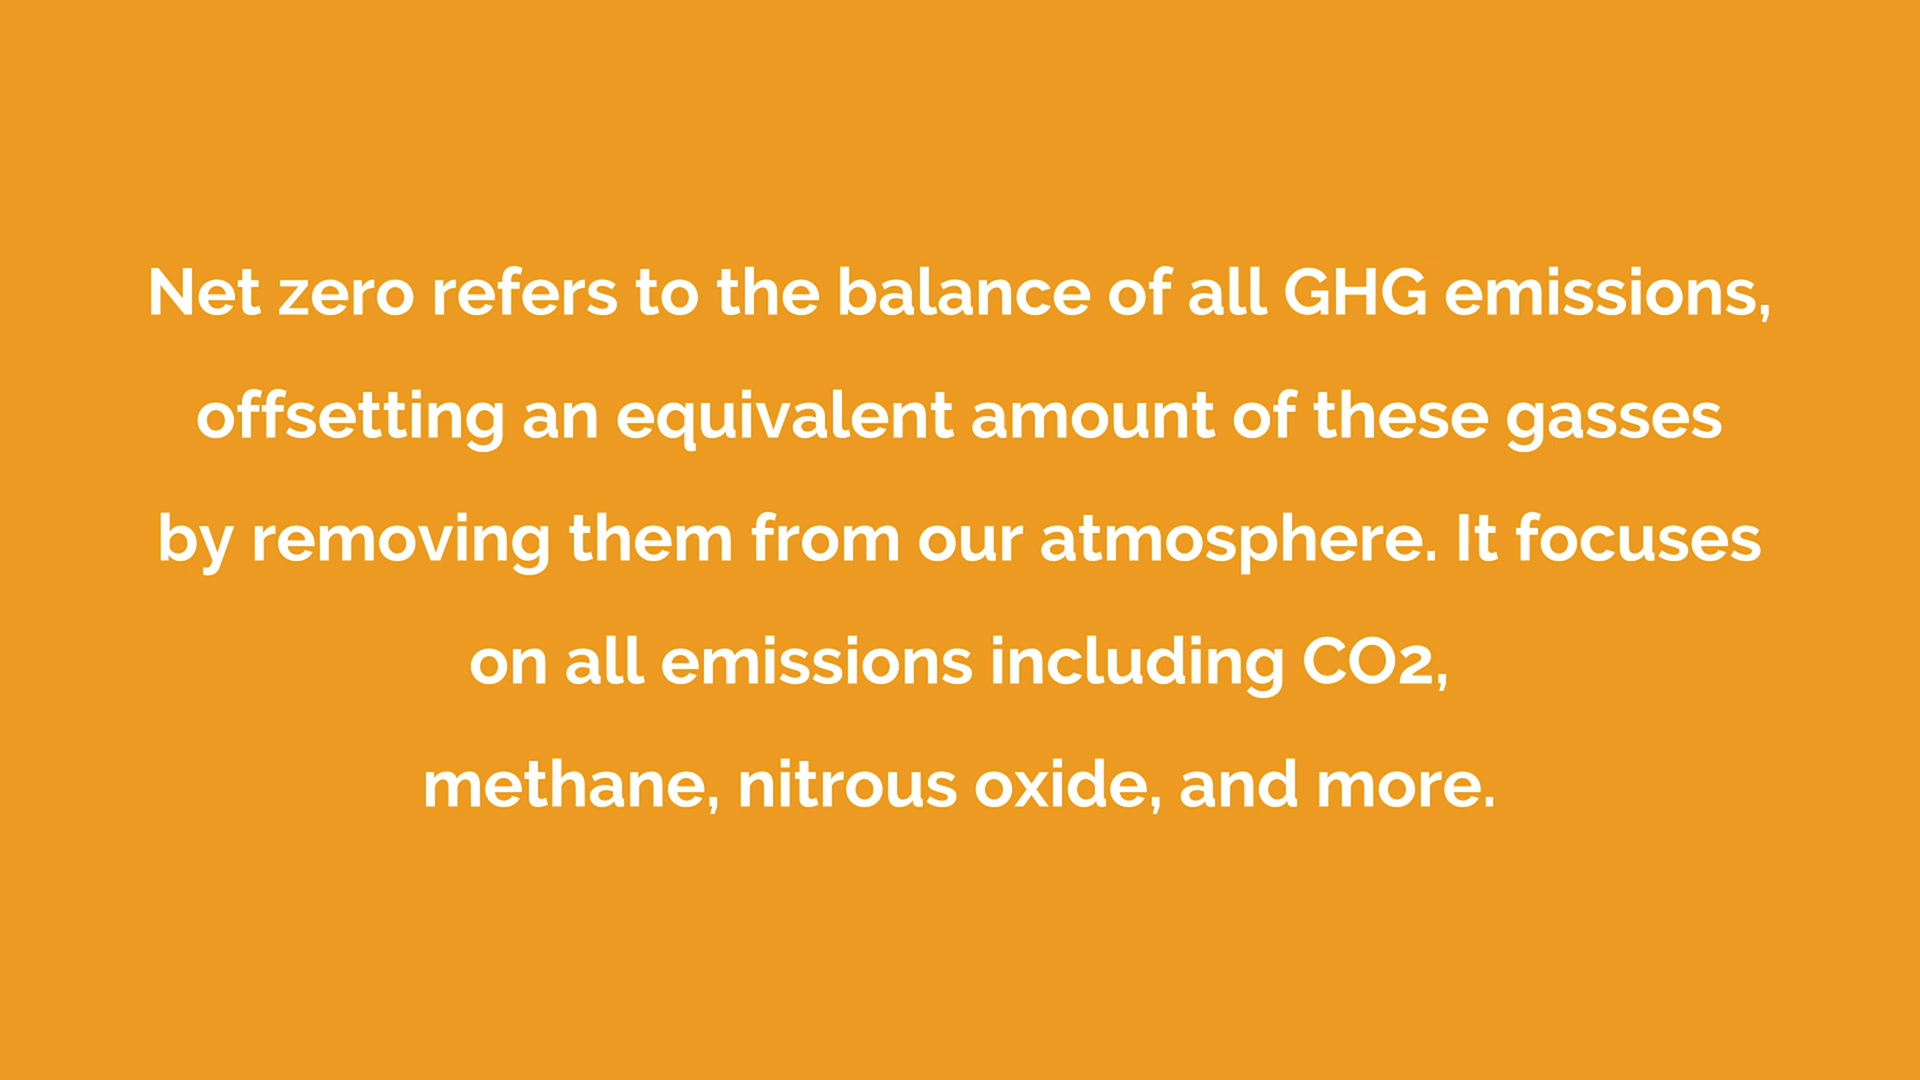 Net zero refers to the balance of all GHG emissions,
offsetting an equivalent amount of these gasses
by removing them from our atmosphere. It focuses
on all emissions including CO2,
methane, nitrous oxide, and more.